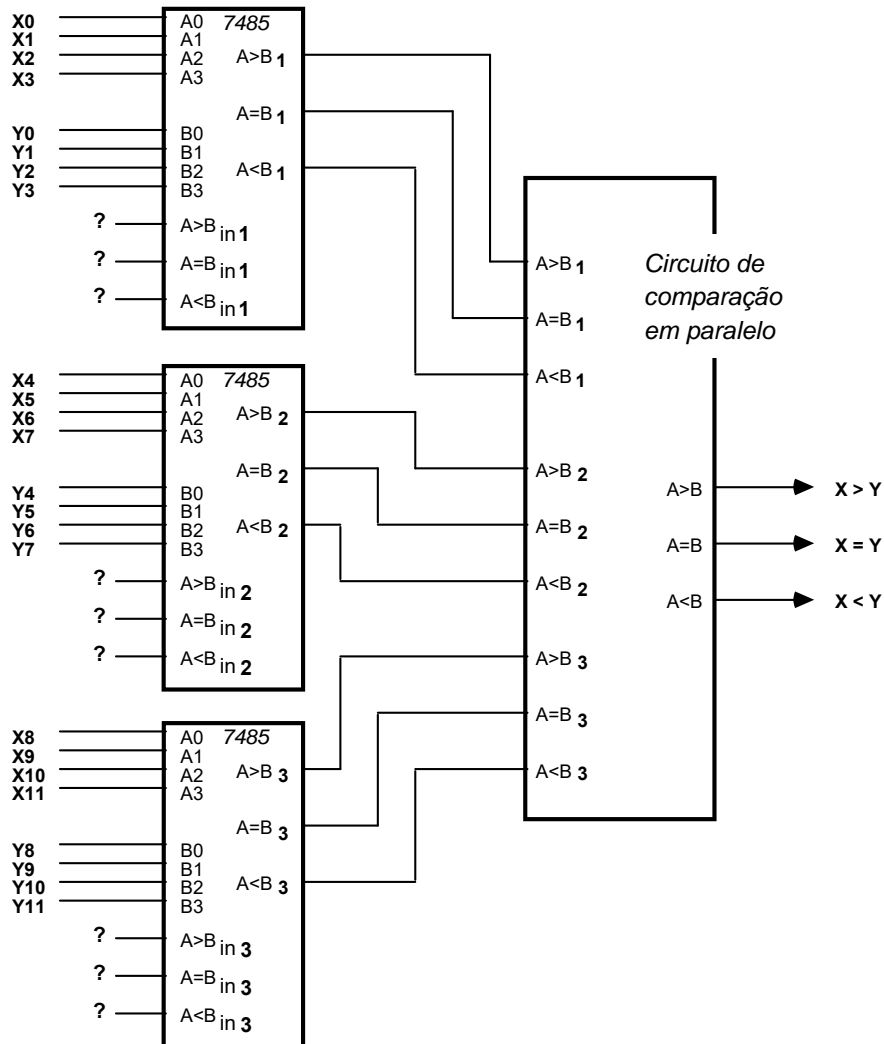 X0 A0 7485
X1 A1
X2 A2 A>B 1
X3 A3
A=B 1
Y0 B0
Y1 B1
Y2 B2 A<B 1
Y3 B3
? A>B in 1
? A=B in 1
? A<B in 1
X4 A0 7485
X5 A1
X6 A2 A>B 2
X7 A3
A=B 2
Y4 B0
Y5 B1
Y6 B2 A<B 2
Y7 B3
? A>B in 2
? A=B in 2
? A<B in 2
X8 A0 7485
X9 A1
X10 A2 A>B 3
X11 A3
A=B 3
Y8 B0
Y9 B1
Y10 B2 A<B 3
Y11 B3
? A>B in 3
? A=B in 3
? A<B in 3
Circuito de
comparação
em paralelo
A>B 1
A=B 1
A<B 1
A>B 2
A=B 2
A<B 2
A>B 3
A=B 3
A<B 3
A>B X > Y
A=B X = Y
A<B X < Y